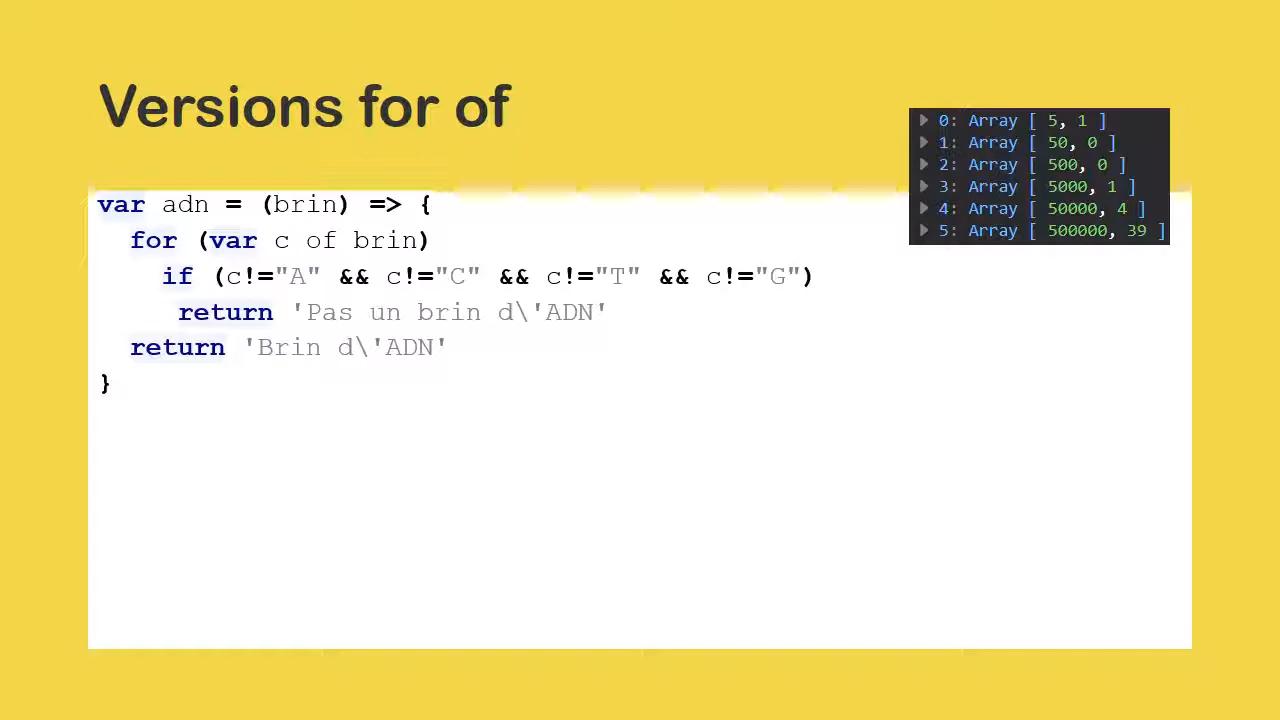 Versions for of
0: Array [ 5, 1 ]
1: Array [ 50, 0 ]
2: Array [ 500, 0 ]
3: Array [ 5000, 1 ]
4: Array [ 50000, 4 ]
5: Array [ 500000, 39 ]
var adn = (brin) => {
for (var c of brin)
if (c!="A" && c!="C" && c!="T" && c!="G")
return 'Pas un brin d\'ADN'
return 'Brin d\'ADN'
}